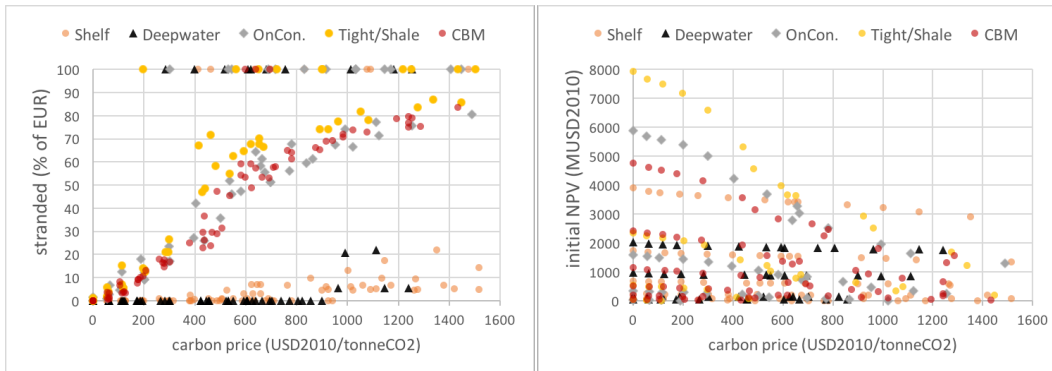 Shelf Deepwater OnCon. Tight/Shale CBM
100
90
80
70
60
50
40
30
20
10
0
0 200 400 600 800 1000 1200 1400 1600
stranded (% of EUR)
carbon price (USD2010/tonneCO2)
Shelf Deepwater OnCon. Tight/Shale CBM
8000
7000
6000
5000
4000
3000
2000
1000
0
0 200 400 600 800 1000 1200 1400 1600
initial NPV (MUSD2010)
carbon price (USD2010/tonneCO2)